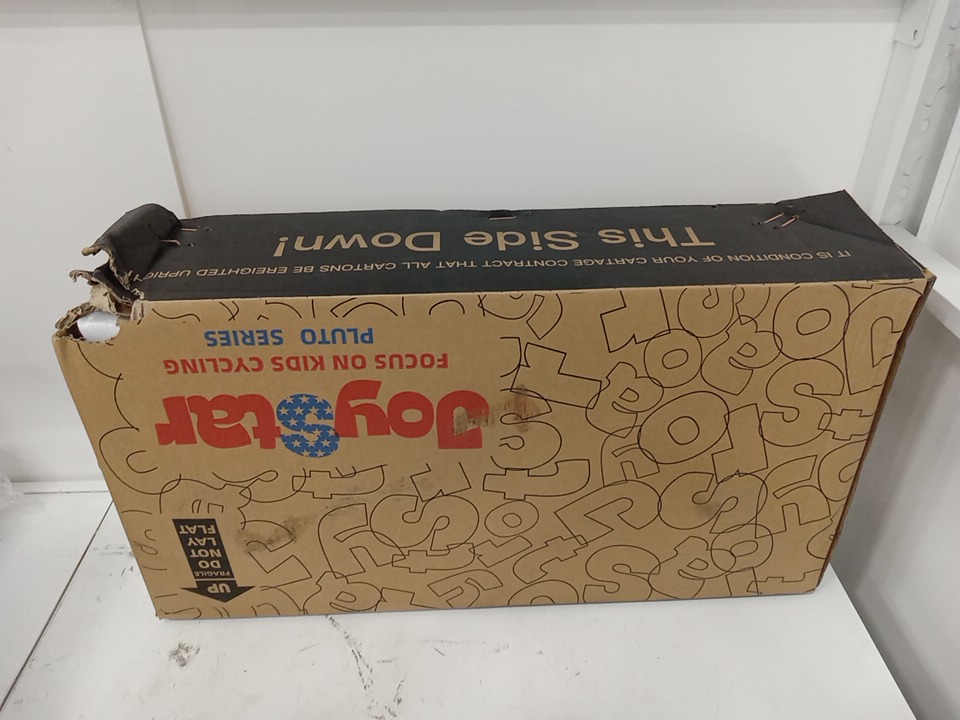 This Side Down!
IT IS CONDITION OF YOUR CARTAGE CONTRACT THAT ALL CARTONS BE EREIGHTED UPRIG
PLUTO SERIES
FOCUS ON KIDS CYCLING
JoyStar
UP
FRAGILE
DO NOT LAY FLAT